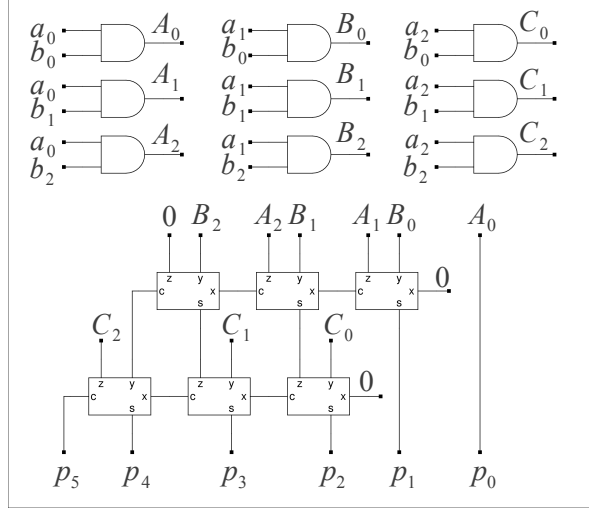 a₀ b₀ A₀ a₁ b₀ B₀ a₂ b₀ C₀
a₀ b₁ A₁ a₁ b₁ B₁ a₂ b₁ C₁
a₀ b₂ A₂ a₁ b₂ B₂ a₂ b₂ C₂
0 B₂ A₂ B₁ A₁ B₀ A₀
z y z y z y
c x c x c x 0
s s s
C₂ C₁ C₀
z y z y z y
c x c x c x 0
s s s
p₅ p₄ p₃ p₂ p₁ p₀